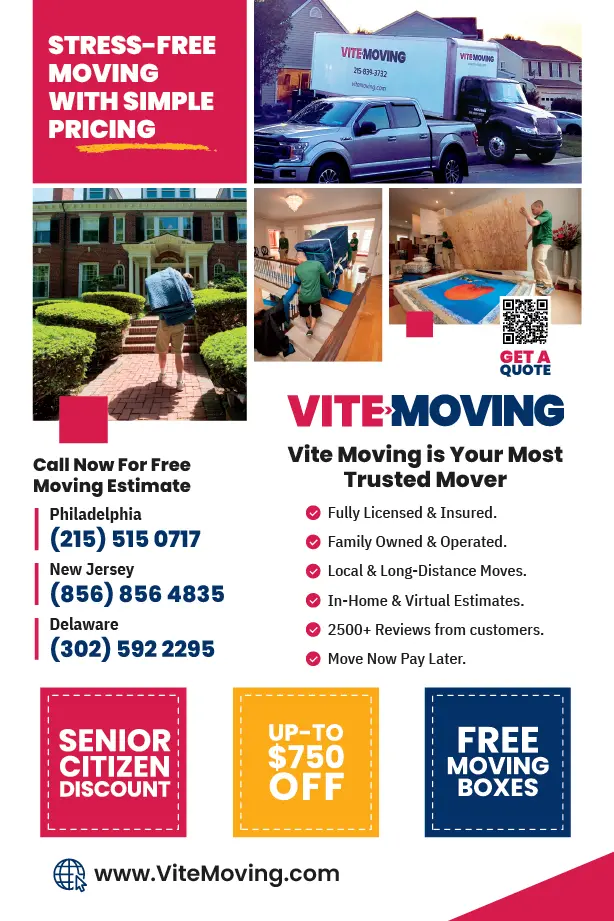 STRESS-FREE
MOVING
WITH SIMPLE
PRICING
VITE MOVING
215-839-3732
vitemoving.com
VITE MOVING
GET A
QUOTE
VITE MOVING
Vite Moving is Your Most
Trusted Mover
Call Now For Free
Moving Estimate
Philadelphia
(215) 515 0717
New Jersey
(856) 856 4835
Delaware
(302) 592 2295
Fully Licensed & Insured.
Family Owned & Operated.
Local & Long-Distance Moves.
In-Home & Virtual Estimates.
2500+ Reviews from customers.
Move Now Pay Later.
SENIOR
CITIZEN
DISCOUNT
UP-TO
$750
OFF
FREE
MOVING
BOXES
www.ViteMoving.com